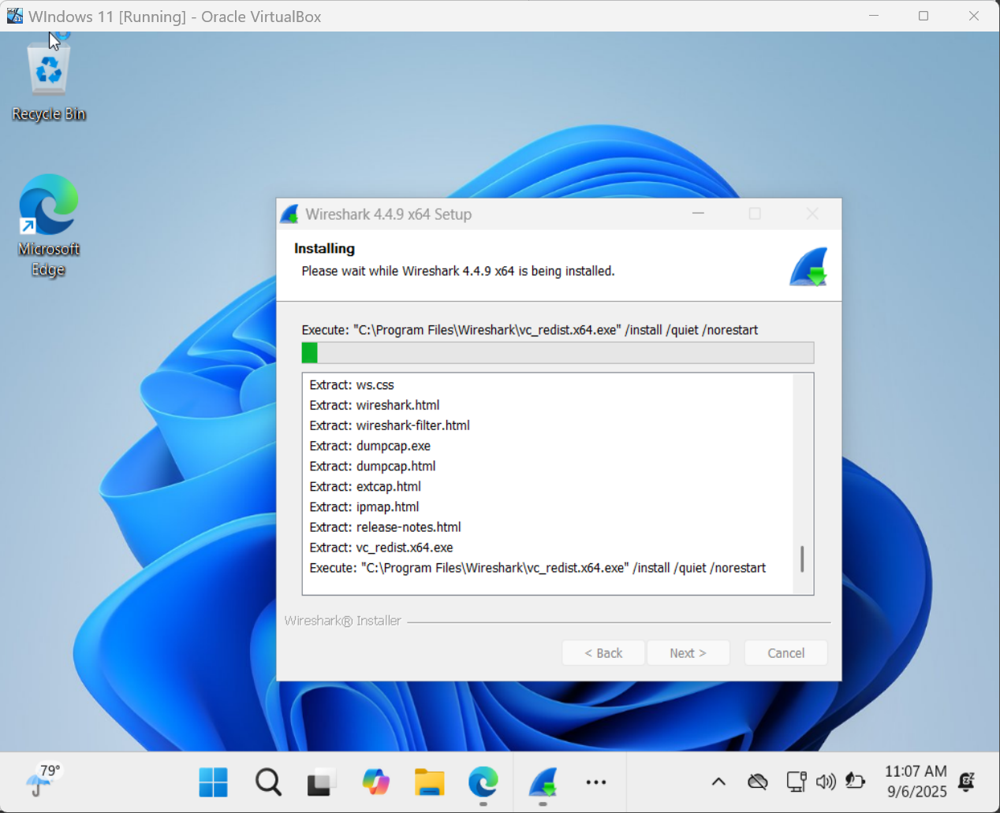 WIndows 11 [Running] - Oracle VirtualBox
Recycle Bin
Microsoft
Edge
Wireshark 4.4.9 x64 Setup
Installing
Please wait while Wireshark 4.4.9 x64 is being installed.
Execute: "C:\Program Files\Wireshark\vc_redist.x64.exe" /install /quiet /norestart
Extract: ws.css
Extract: wireshark.html
Extract: wireshark-filter.html
Extract: dumpcap.exe
Extract: dumpcap.html
Extract: extcap.html
Extract: ipmap.html
Extract: release-notes.html
Extract: vc_redist.x64.exe
Execute: "C:\Program Files\Wireshark\vc_redist.x64.exe" /install /quiet /norestart
Wireshark® Installer
< Back
Next >
Cancel
79°
11:07 AM
9/6/2025